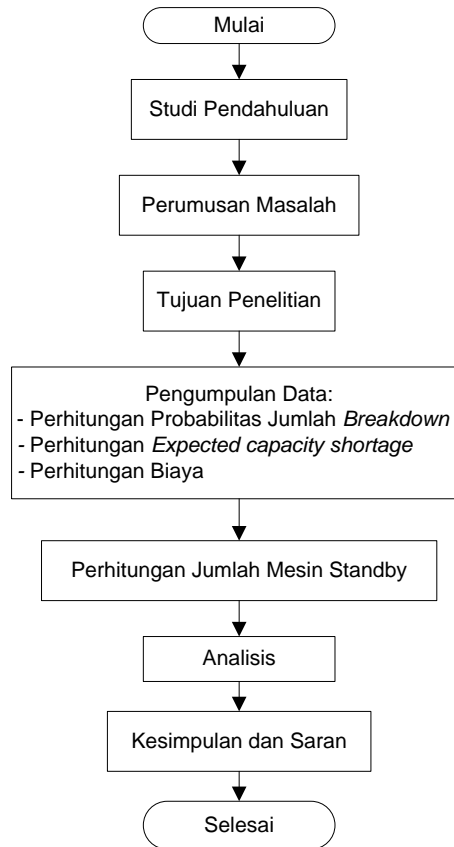 Mulai
Studi Pendahuluan
Perumusan Masalah
Tujuan Penelitian
Pengumpulan Data:
- Perhitungan Probabilitas Jumlah Breakdown
- Perhitungan Expected capacity shortage
- Perhitungan Biaya
Perhitungan Jumlah Mesin Standby
Analisis
Kesimpulan dan Saran
Selesai